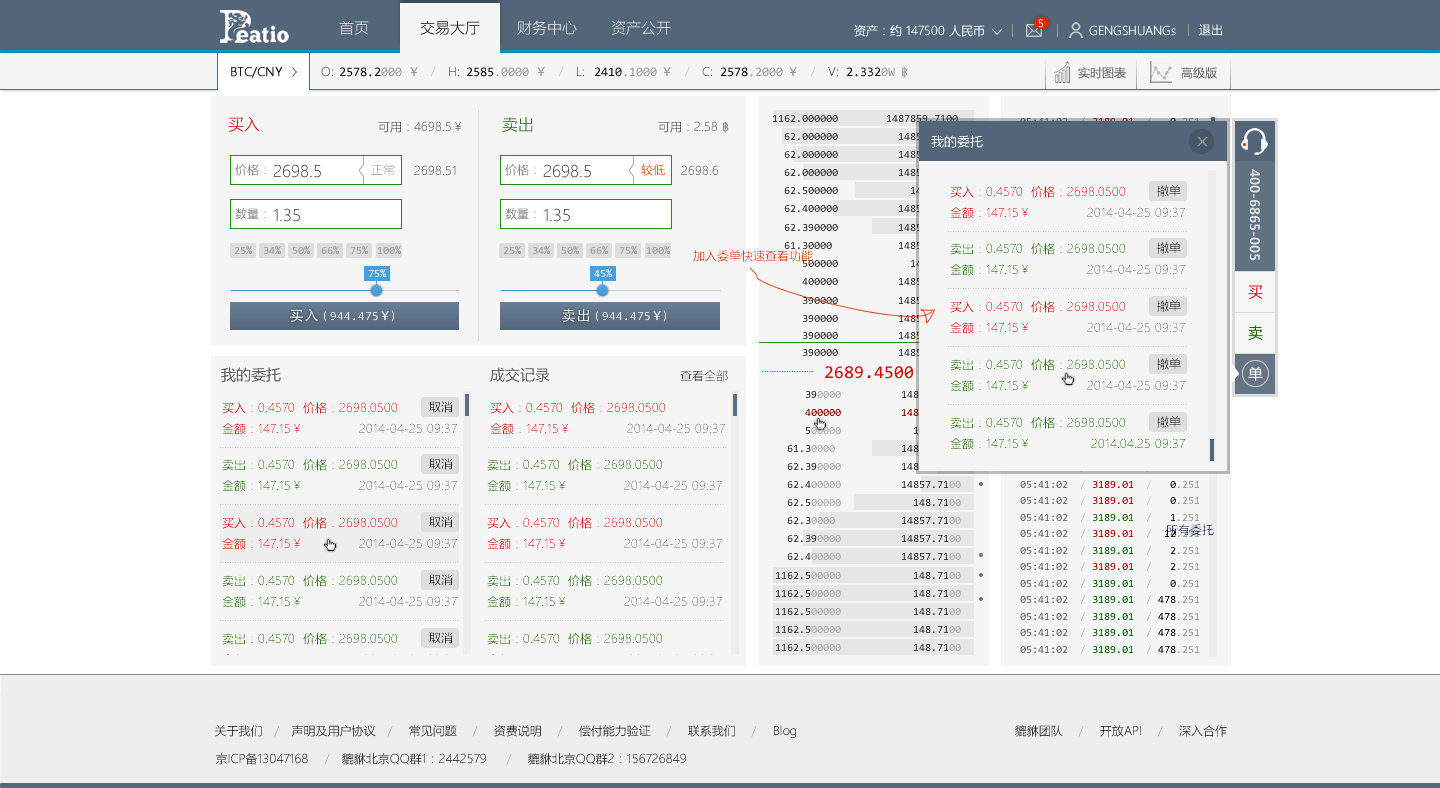 Peatio
首页
交易大厅
财务中心
资产公开
资产：约 147500 人民币
5
GENGSHUANGs
退出
BTC/CNY
O: 2578.2000 ¥ / H: 2585.0000 ¥ / L: 2410.1000 ¥ / C: 2578.2000 ¥ / V: 2.3320W ฿
实时图表
高级版
买入
可用：4698.5 ¥
价格：2698.5 正常 2698.51
数量：1.35
25% 34% 50% 66% 75% 100%
75%
买入(944.475¥)
卖出
可用：2.58 ฿
价格：2698.5 较低 2698.6
数量：1.35
25% 34% 50% 66% 75% 100%
45%
卖出(944.475¥)
我的委托
买入：0.4570 价格：2698.0500 取消
金额：147.15 ¥ 2014-04-25 09:37
卖出：0.4570 价格：2698.0500 取消
金额：147.15 ¥ 2014-04-25 09:37
买入：0.4570 价格：2698.0500 取消
金额：147.15 ¥ 2014-04-25 09:37
卖出：0.4570 价格：2698.0500 取消
金额：147.15 ¥ 2014-04-25 09:37
卖出：0.4570 价格：2698.0500 取消
成交记录
查看全部
买入：0.4570 价格：2698.0500
金额：147.15 ¥ 2014-04-25 09:37
卖出：0.4570 价格：2698.0500
金额：147.15 ¥ 2014-04-25 09:37
买入：0.4570 价格：2698.0500
金额：147.15 ¥ 2014-04-25 09:37
卖出：0.4570 价格：2698.0500
金额：147.15 ¥ 2014-04-25 09:37
卖出：0.4570 价格：2698.0500
1162.000000 1487859.7100
62.000000 1485
62.000000 1485
62.000000 1485
62.500000 14
62.400000 1485
62.390000 1485
61.30000 1485
加入委单快速查看功能
500000 14
400000 1485
390000 1485
390000 1485
390000 1485
390000 1485
2689.4500
390000 148
400000 148
500000 1
61.30000 148
62.390000 148
62.400000 14857.7100
62.500000 148.7100
62.30000 14857.7100
62.390000 14857.7100
62.400000 14857.7100
1162.500000 148.7100
1162.500000 148.7100
1162.500000 148.7100
1162.500000 148.7100
1162.500000 148.7100
05:41:02 / 3189.01 / 0.251
我的委托
买入：0.4570 价格：2698.0500 撤单
金额：147.15 ¥ 2014-04-25 09:37
卖出：0.4570 价格：2698.0500 撤单
金额：147.15 ¥ 2014-04-25 09:37
买入：0.4570 价格：2698.0500 撤单
金额：147.15 ¥ 2014-04-25 09:37
卖出：0.4570 价格：2698.0500 撤单
金额：147.15 ¥ 2014-04-25 09:37
卖出：0.4570 价格：2698.0500 撤单
金额：147.15 ¥ 2014.04.25 09:37
05:41:02 / 3189.01 / 0.251
05:41:02 / 3189.01 / 0.251
05:41:02 / 3189.01 / 1.251
05:41:02 / 3189.01 /
所有委托
05:41:02 / 3189.01 / 2.251
05:41:02 / 3189.01 / 2.251
05:41:02 / 3189.01 / 0.251
05:41:02 / 3189.01 / 478.251
05:41:02 / 3189.01 / 478.251
05:41:02 / 3189.01 / 478.251
05:41:02 / 3189.01 / 478.251
400-6865-005
买
卖
单
关于我们 / 声明及用户协议 / 常见问题 / 资费说明 / 偿付能力验证 / 联系我们 / Blog
貔貅团队 / 开放API / 深入合作
京ICP备13047168 / 貔貅北京QQ群1：2442579 / 貔貅北京QQ群2：156726849